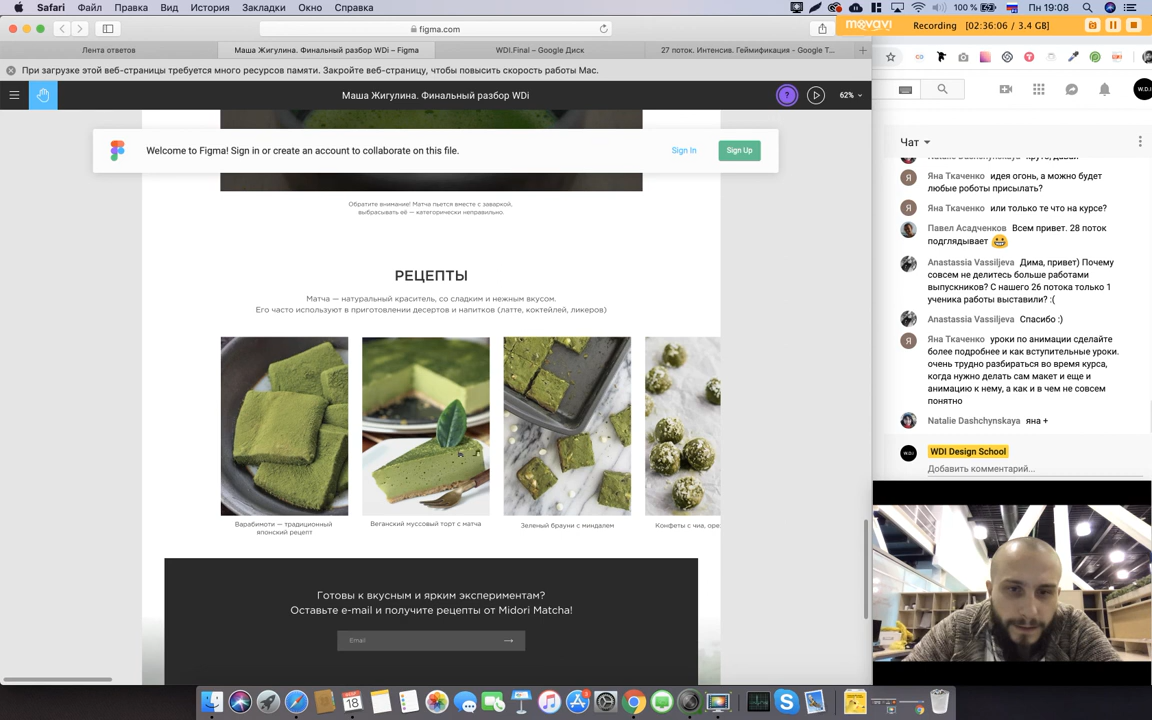 Safari Файл Правка Вид История Закладки Окно Справка
100 % Пн 19:08
movavi
Recording [02:36:06 / 3.4 GB]
figma.com
Лента ответов
Маша Жигулина. Финальный разбор WDi – Figma
WDI.Final – Google Диск
27 поток. Интенсив. Геймификация - Google Т...
При загрузке этой веб-страницы требуется много ресурсов памяти. Закройте веб-страницу, чтобы повысить скорость работы Mac.
Маша Жигулина. Финальный разбор WDi
?
62%
Welcome to Figma! Sign in or create an account to collaborate on this file.
Sign In
Sign Up
Обратите внимание! Матча пьется вместе с заваркой,
выбрасывать её — категорически неправильно.
РЕЦЕПТЫ
Матча — натуральный краситель, со сладким и нежным вкусом.
Его часто используют в приготовлении десертов и напитков (латте, коктейлей, ликеров)
Варабимоти — традиционный
японский рецепт
Веганский муссовый торт с матча
Зеленый брауни с миндалем
Конфеты с чиа, оре
Готовы к вкусным и ярким экспериментам?
Оставьте e-mail и получите рецепты от Midori Matcha!
Email
W.D.I
Чат
Natalie Dashchynskaya круто, давай
Я
Яна Ткаченко идея огонь, а можно будет
любые роботы присылать?
Я
Яна Ткаченко или только те что на курсе?
Павел Асадченков Всем привет. 28 поток
подглядывает
Anastassia Vassiljeva Дима, привет) Почему
совсем не делитесь больше работами
выпускников? С нашего 26 потока только 1
ученика работы выставили? :(
Anastassia Vassiljeva Спасибо :)
Я
Яна Ткаченко уроки по анимации сделайте
более подробнее и как вступительные уроки.
очень трудно разбираться во время курса,
когда нужно делать сам макет и еще и
анимацию к нему, а как и в чем не совсем
понятно
Natalie Dashchynskaya яна +
WDI Design School
Добавить комментарий...